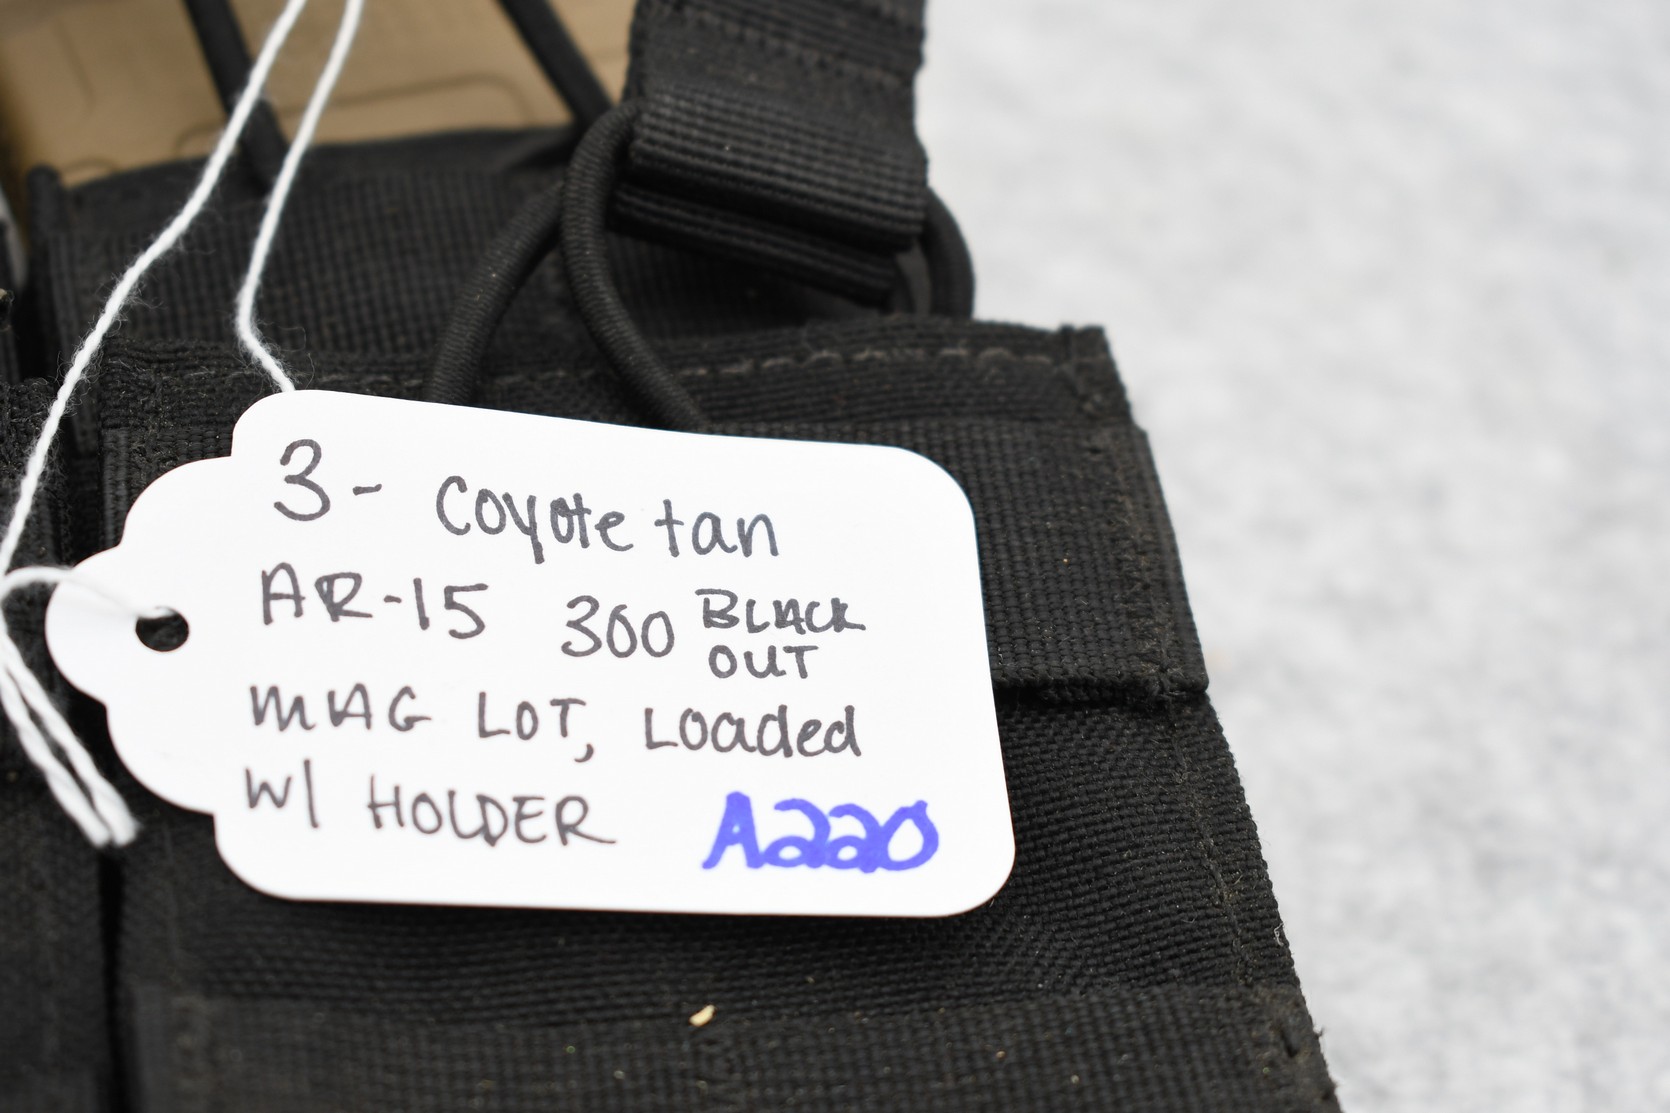 3- Coyote tan
AR-15 300 BLACK OUT
MAG LOT, Loaded
W/ HOLDER A220